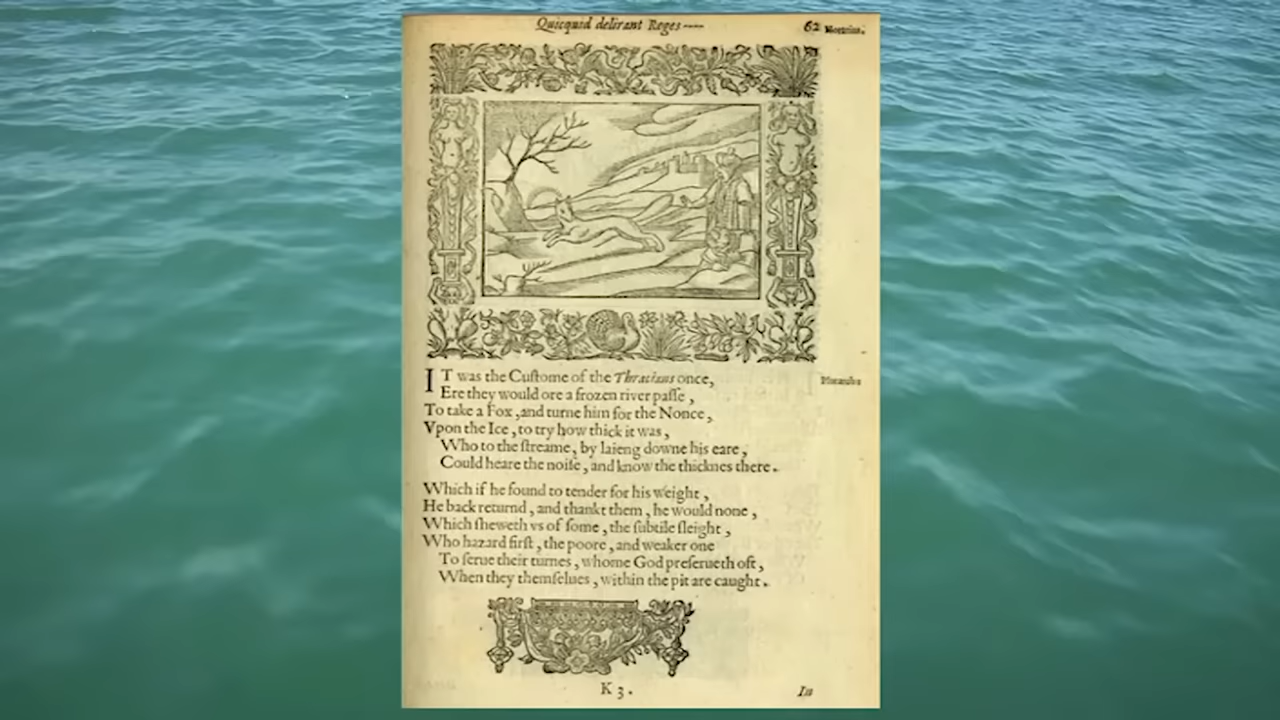 Quicquid delirant Reges----
62
IT was the Cuſtome of the Thracians once,
Ere they would ore a frozen river paſſe,
To take a Fox, and turne him for the Nonce,
Vpon the Ice, to try how thick it was,
Who to the ſtreame, by laieng downe his eare,
Could heare the noiſe, and know the thicknes there.
Which if he found to tender for his weight,
He back returnd, and thankt them, he would none,
Which ſheweth vs of ſome, the ſubtile ſleight,
Who hazard firſt, the poore, and weaker one
To ſerue their turnes, whome God preſerueth oft,
When they themſelues, within the pit are caught.
K 3.
In